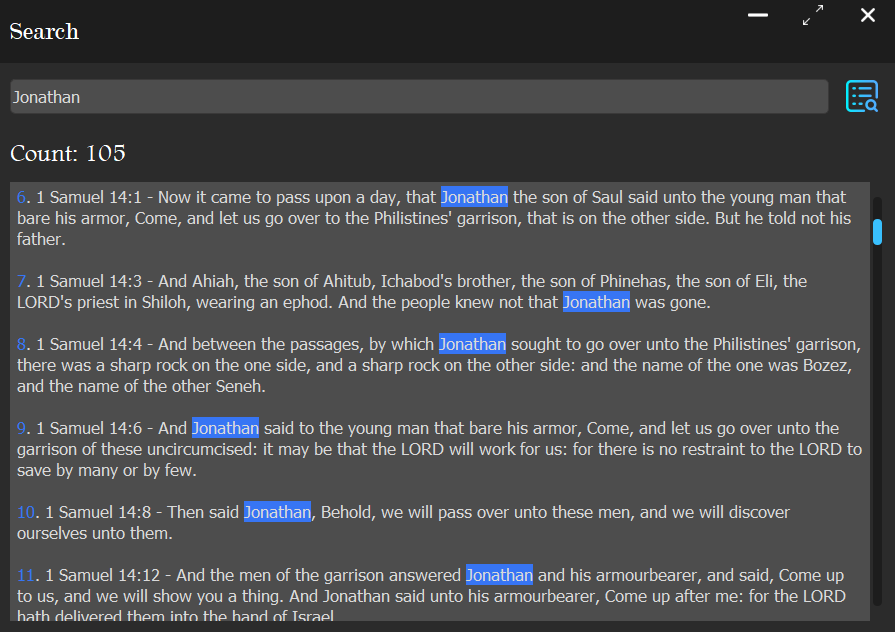 Search
Jonathan
Count: 105
6. 1 Samuel 14:1 - Now it came to pass upon a day, that Jonathan the son of Saul said unto the young man that
bare his armor, Come, and let us go over to the Philistines' garrison, that is on the other side. But he told not his
father.
7. 1 Samuel 14:3 - And Ahiah, the son of Ahitub, Ichabod's brother, the son of Phinehas, the son of Eli, the
LORD's priest in Shiloh, wearing an ephod. And the people knew not that Jonathan was gone.
8. 1 Samuel 14:4 - And between the passages, by which Jonathan sought to go over unto the Philistines' garrison,
there was a sharp rock on the one side, and a sharp rock on the other side: and the name of the one was Bozez,
and the name of the other Seneh.
9. 1 Samuel 14:6 - And Jonathan said to the young man that bare his armor, Come, and let us go over unto the
garrison of these uncircumcised: it may be that the LORD will work for us: for there is no restraint to the LORD to
save by many or by few.
10. 1 Samuel 14:8 - Then said Jonathan, Behold, we will pass over unto these men, and we will discover
ourselves unto them.
11. 1 Samuel 14:12 - And the men of the garrison answered Jonathan and his armourbearer, and said, Come up
to us, and we will show you a thing. And Jonathan said unto his armourbearer, Come up after me: for the LORD
hath delivered them into the hand of Israel